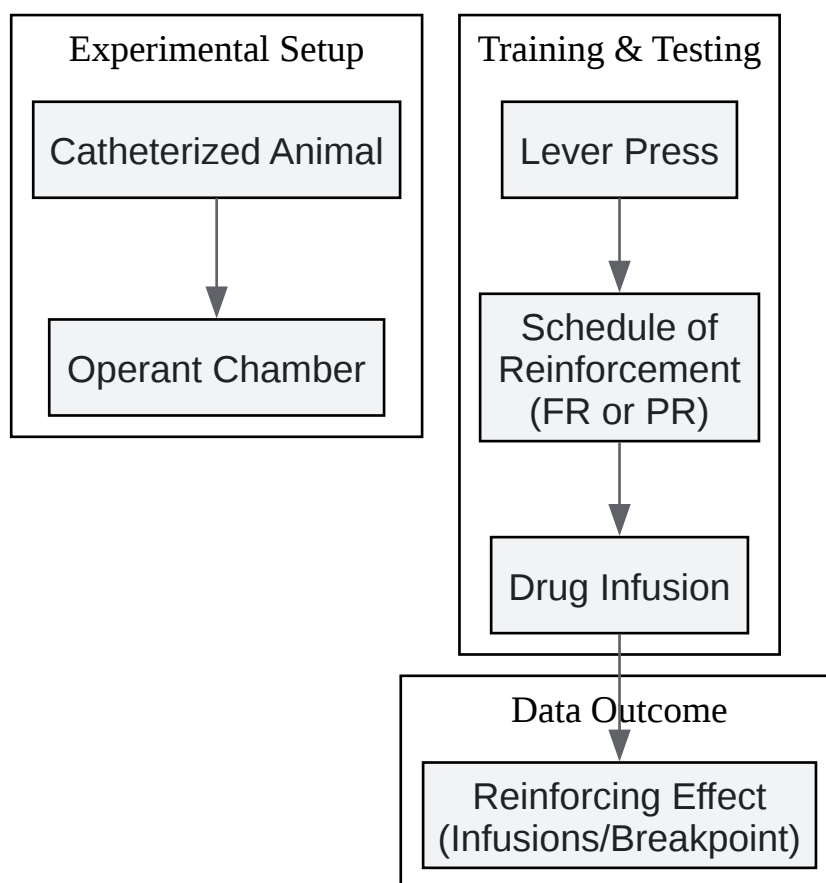 Experimental Setup
Catheterized Animal
Operant Chamber
Training & Testing
Lever Press
Schedule of
Reinforcement
(FR or PR)
Drug Infusion
Data Outcome
Reinforcing Effect
(Infusions/Breakpoint)